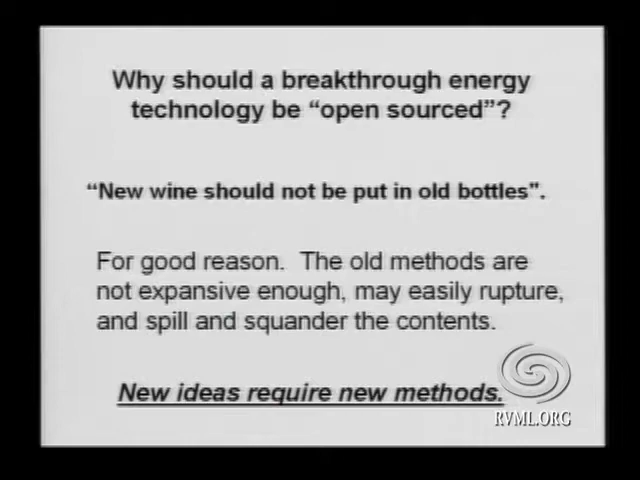 Why should a breakthrough energy
technology be “open sourced”?
“New wine should not be put in old bottles”.
For good reason.  The old methods are
not expansive enough, may easily rupture,
and spill and squander the contents.
New ideas require new methods.
RVML.ORG